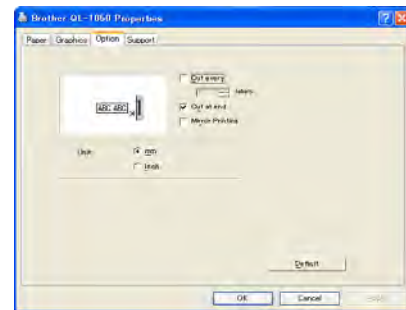 Brother QL-1060 Properties
Paper Graphics Option Support
Cut every
labels
ABC ABC
Cut at end
Mirror Printing
Unit mm
inch
Default
OK Cancel Apply